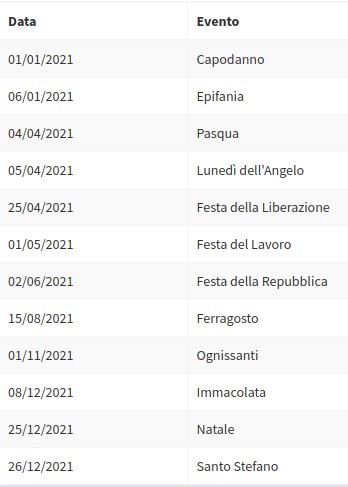 Data Evento
01/01/2021 Capodanno
06/01/2021 Epifania
04/04/2021 Pasqua
05/04/2021 Lunedì dell'Angelo
25/04/2021 Festa della Liberazione
01/05/2021 Festa del Lavoro
02/06/2021 Festa della Repubblica
15/08/2021 Ferragosto
01/11/2021 Ognissanti
08/12/2021 Immacolata
25/12/2021 Natale
26/12/2021 Santo Stefano